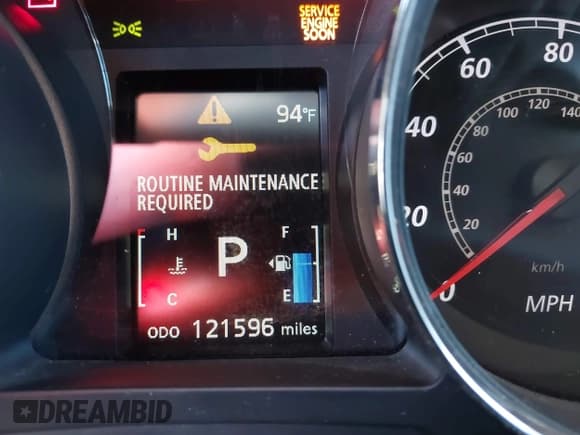 SERVICE
ENGINE
SOON
94°F
ROUTINE MAINTENANCE
REQUIRED
H
F
P
C
E
ODO 121596 miles
80
60
40
20
0
140
120
100
80
60
40
20
km/h
MPH
DREAMBID